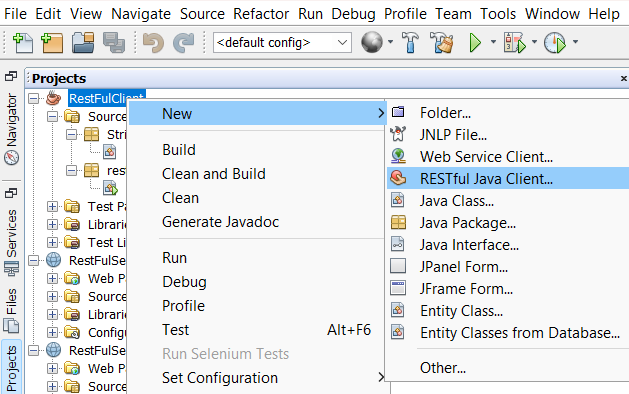 File Edit View Navigate Source Refactor Run Debug Profile Team Tools Window Help
<default config>
Projects
Navigator
Services
Files
Projects
RestFulClient
Source
Stri
res
Test Pa
Librarie
Test Li
RestFulSe
Web P
Source
Librarie
Config
RestFulSe
Web P
Source
New
Build
Clean and Build
Clean
Generate Javadoc
Run
Debug
Profile
Test Alt+F6
Run Selenium Tests
Set Configuration
Folder...
JNLP File...
Web Service Client...
RESTful Java Client...
Java Class...
Java Package...
Java Interface...
JPanel Form...
JFrame Form...
Entity Class...
Entity Classes from Database...
Other...